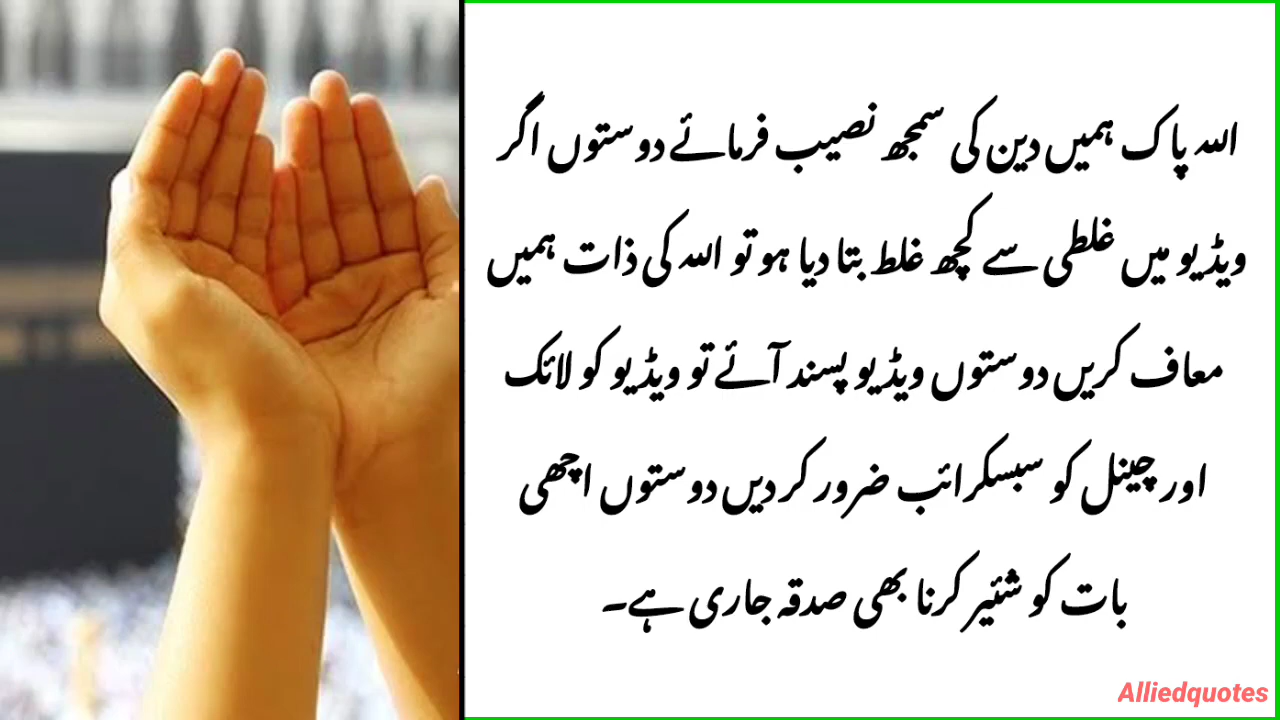 اللہ پاک ہمیں دین کی سمجھ نصیب فرمائے دوستوں اگر
ویڈیو میں غلطی سے کچھ غلط بتا دیا ہو تو اللہ کی ذات ہمیں
معاف کریں دوستوں ویڈیو پسند آئے تو ویڈیو کو لائک
اور چینل کو سبسکرائب ضرور کر دیں دوستوں اچھی
بات کو شئیر کرنا بھی صدقہ جاری ہے۔
Alliedquotes